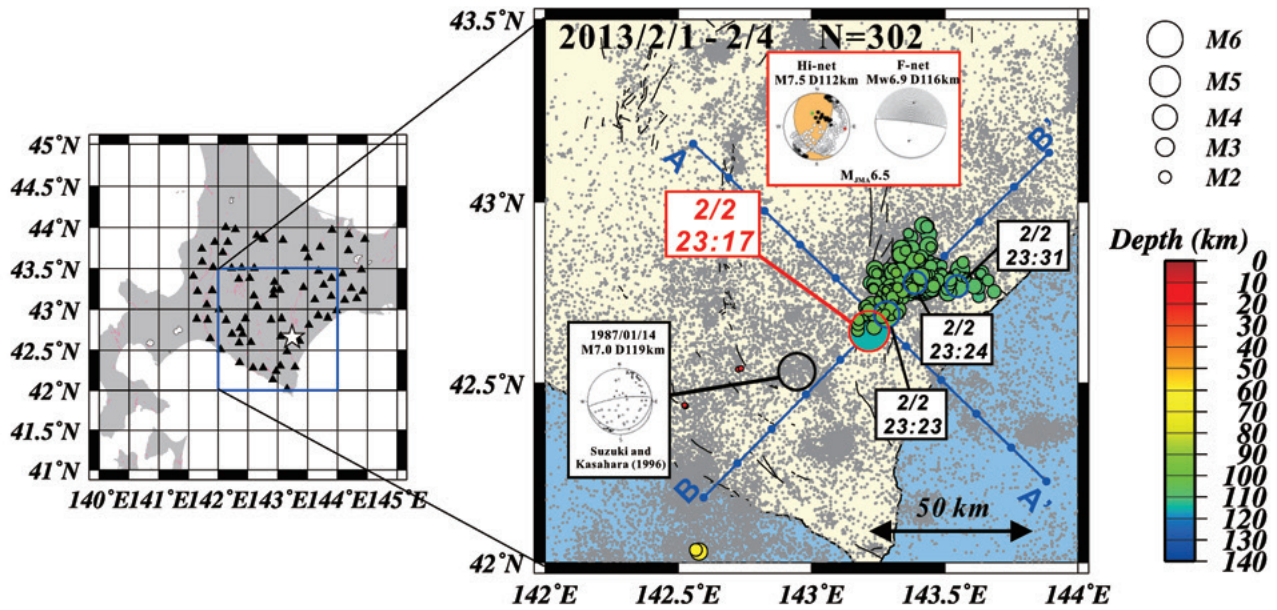 45°N
44.5°N
44°N
43.5°N
43°N
42.5°N
42°N
41.5°N
41°N
140°E
141°E
142°E
143°E
144°E
145°E
2013/2/1 - 2/4 N=302
Hi-net
M7.5 D112km
F-net
Mw6.9 D116km
MJMA6.5
A
B'
2/2
23:17
2/2
23:31
2/2
23:24
2/2
23:23
1987/01/14
M7.0 D119km
Suzuki and
Kasahara (1996)
B
A'
50 km
43.5°N
43°N
42.5°N
42°N
142°E
142.5°E
143°E
143.5°E
144°E
M6
M5
M4
M3
M2
Depth (km)
0
10
20
30
40
50
60
70
80
90
100
110
120
130
140